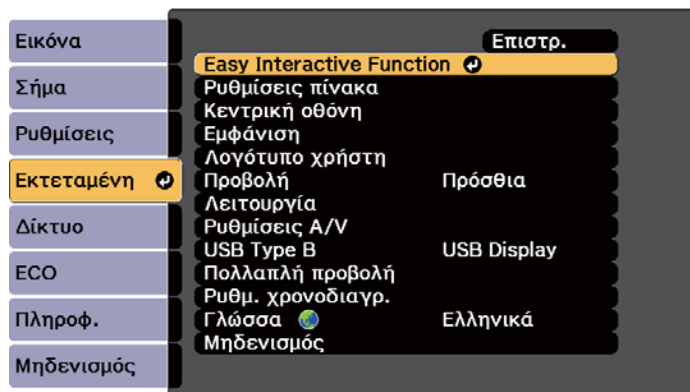 Εικόνα
Σήμα
Ρυθμίσεις
Εκτεταμένη
Δίκτυο
ECO
Πληροφ.
Μηδενισμός
Επιστρ.
Easy Interactive Function
Ρυθμίσεις πίνακα
Κεντρική οθόνη
Εμφάνιση
Λογότυπο χρήστη
Προβολή Πρόσθια
Λειτουργία
Ρυθμίσεις A/V
USB Type B USB Display
Πολλαπλή προβολή
Ρυθμ. χρονοδιαγρ.
Γλώσσα Ελληνικά
Μηδενισμός